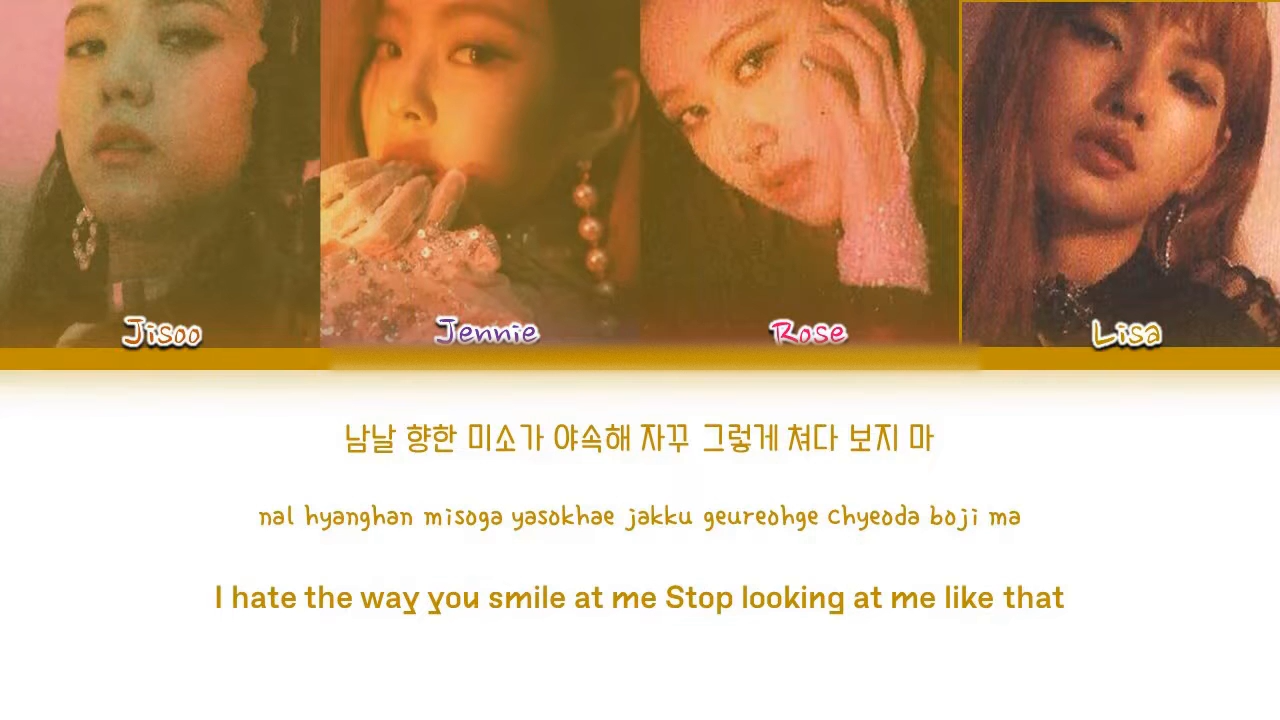 Jisoo
Jennie
Rose
Lisa
남날 향한 미소가 야속해 자꾸 그렇게 쳐다 보지 마
nal hyanghan misoga yasokhae jakku geureohge chyeoda boji ma
I hate the way you smile at me Stop looking at me like that